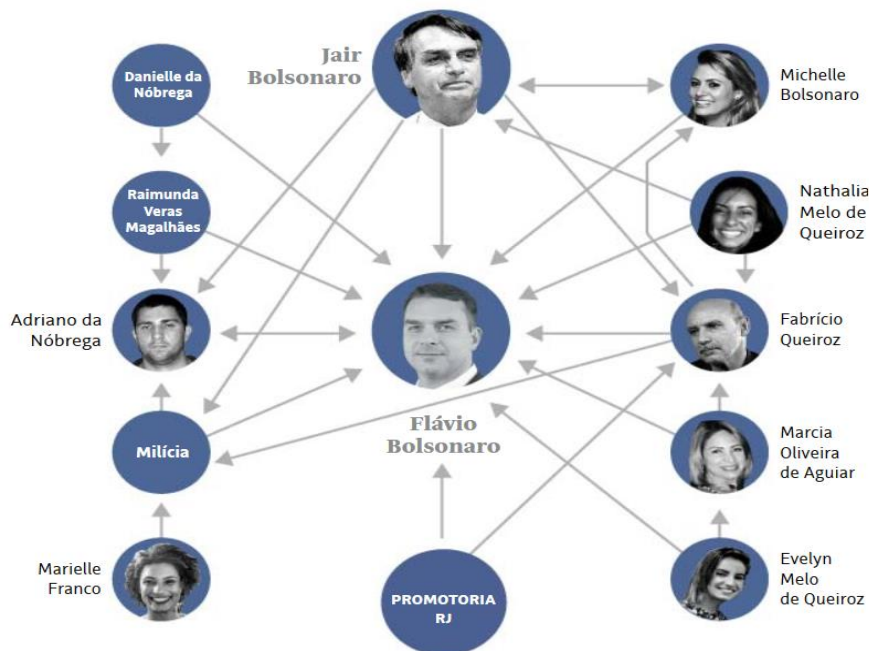 Jair
Bolsonaro
Danielle da
Nóbrega
Michelle
Bolsonaro
Raimunda
Veras
Magalhães
Nathalia
Melo de
Queiroz
Adriano da
Nóbrega
Fabrício
Queiroz
Flávio
Bolsonaro
Milícia
Marcia
Oliveira
de Aguiar
Marielle
Franco
PROMOTORIA
RJ
Evelyn
Melo
de Queiroz